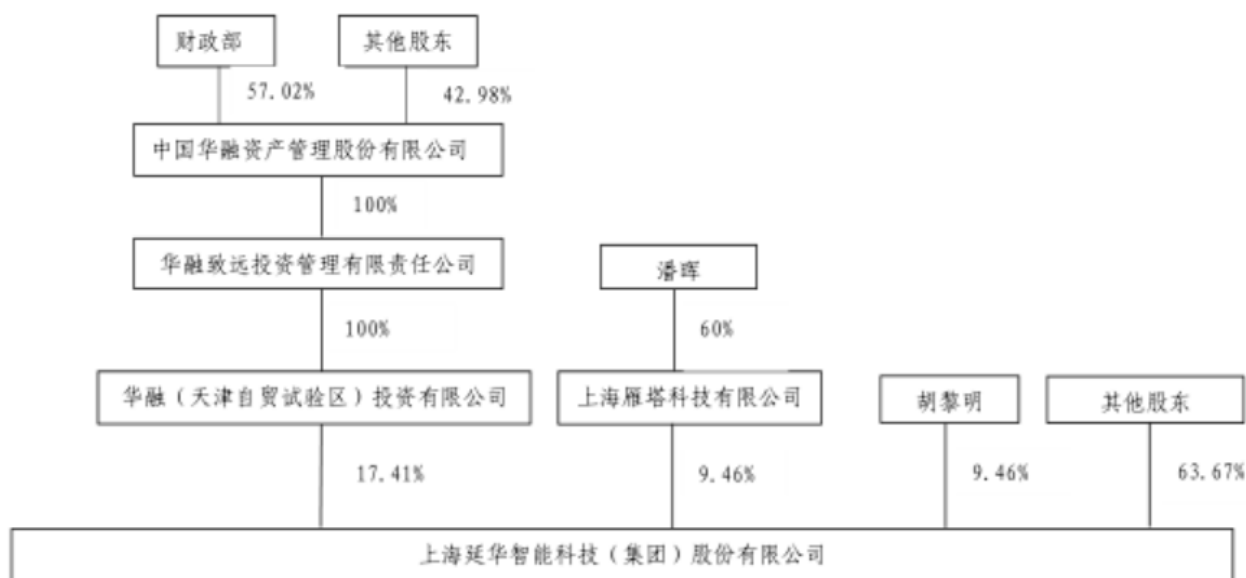 财政部
其他股东
57.02%
42.98%
中国华融资产管理股份有限公司
100%
华融致远投资管理有限责任公司
潘晖
100%
60%
华融（天津自贸试验区）投资有限公司
上海雁塔科技有限公司
胡黎明
其他股东
17.41%
9.46%
9.46%
63.67%
上海延华智能科技（集团）股份有限公司